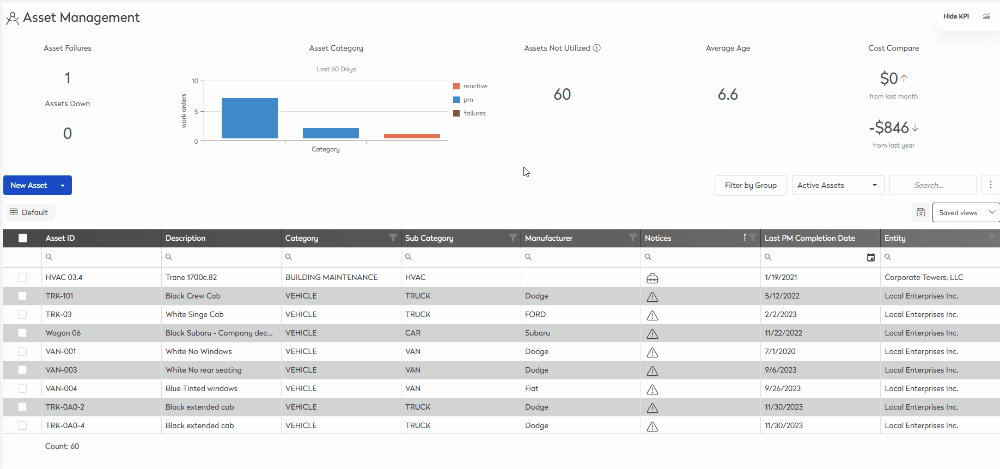 Asset Management
Hide KPI
Asset Failures
1
Assets Down
0
Asset Category
Last 60 Days
10
5
0
work orders
Category
reactive
pm
failures
Assets Not Utilized
60
Average Age
6.6
Cost Compare
$0
from last month
-$846
from last year
New Asset
Filter by Group
Active Assets
Search...
Default
Saved views
Asset ID Description Category Sub Category Manufacturer Notices Last PM Completion Date Entity
HVAC 03.4 Trane 1700c.82 BUILDING MAINTENANCE HVAC 1/19/2021 Corporate Towers, LLC
TRK-101 Black Crew Cab VEHICLE TRUCK Dodge 5/12/2022 Local Enterprises Inc.
TRK-03 White Singe Cab VEHICLE TRUCK FORD 2/2/2023 Local Enterprises Inc.
Wagon 06 Black Subaru - Company dec... VEHICLE CAR Subaru 11/22/2022 Local Enterprises Inc.
VAN-001 White No Windows VEHICLE VAN Dodge 7/1/2020 Local Enterprises Inc.
VAN-003 White No rear seating VEHICLE VAN Dodge 9/6/2023 Local Enterprises Inc.
VAN-004 Blue Tinted windows VEHICLE VAN Fiat 9/26/2023 Local Enterprises Inc.
TRK-0A0-2 Black extended cab VEHICLE TRUCK Dodge 11/30/2023 Local Enterprises Inc.
TRK-0A0-4 Black extended cab VEHICLE TRUCK Dodge 11/30/2023 Local Enterprises Inc.
Count: 60